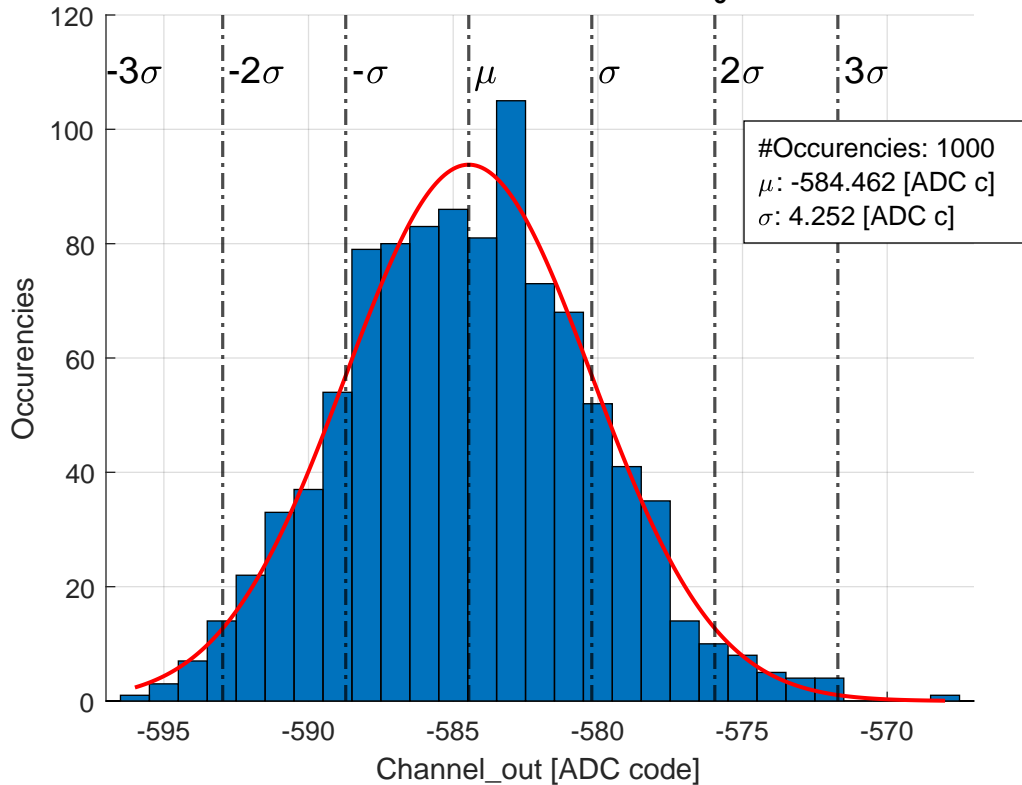 120
100
80
60
40
20
0
-3σ
-2σ
-σ
μ
σ
2σ
3σ
#Occurencies: 1000
μ: -584.462 [ADC c]
σ: 4.252 [ADC c]
Occurencies
-595
-590
-585
-580
-575
-570
Channel_out [ADC code]